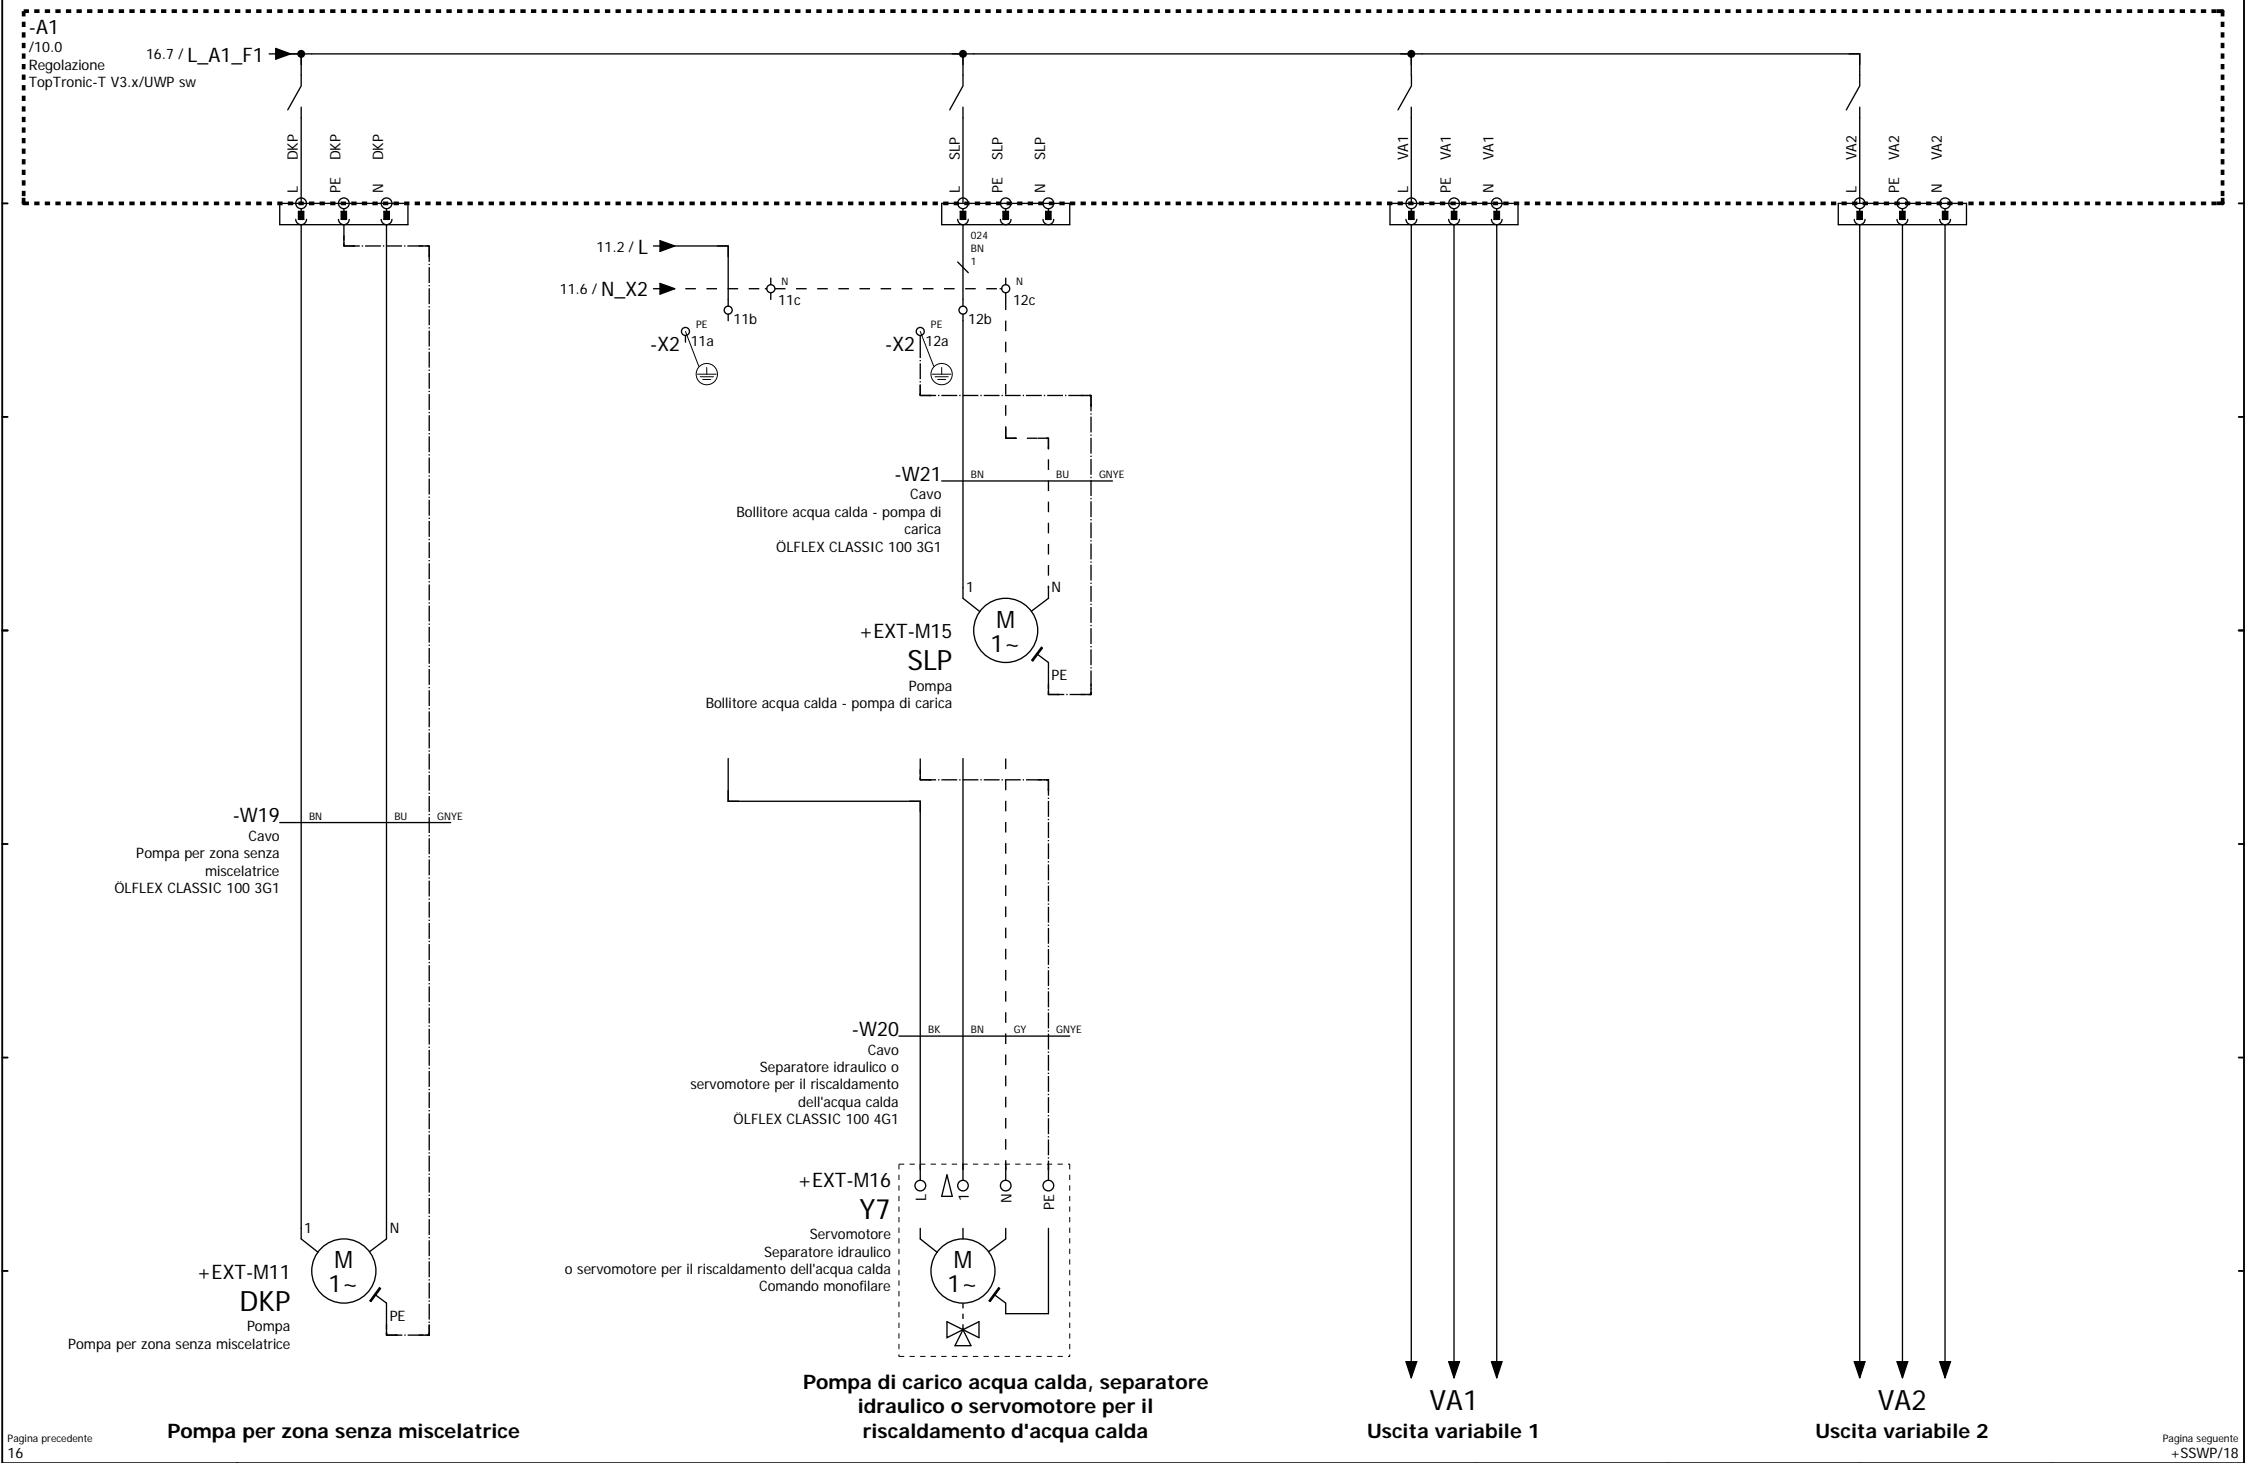 -A1
/10.0
Regolazione
TopTronic-T V3.x/UWP sw
16.7 / L_A1_F1
DKP
DKP
DKP
L
PE
N
SLP
SLP
SLP
L
PE
N
VA1
VA1
VA1
L
PE
N
VA2
VA2
VA2
L
PE
N
11.2 / L
11.6 / N_X2
N
11c
11b
PE
-X2
11a
024
BN
1
N
12c
12b
PE
-X2
12a
-W21
BN
BU
GNYE
Cavo
Bollitore acqua calda - pompa di
carica
ÖLFLEX CLASSIC 100 3G1
1
N
M
1~
PE
+EXT-M15
SLP
Pompa
Bollitore acqua calda - pompa di carica
-W19
BN
BU
GNYE
Cavo
Pompa per zona senza
miscelatrice
ÖLFLEX CLASSIC 100 3G1
-W20
BK
BN
GY
GNYE
Cavo
Separatore idraulico o
servomotore per il riscaldamento
dell'acqua calda
ÖLFLEX CLASSIC 100 4G1
+EXT-M16
Y7
Servomotore
Separatore idraulico
o servomotore per il riscaldamento dell'acqua calda
Comando monofilare
L
1
N
PE
M
1~
1
N
M
1~
PE
+EXT-M11
DKP
Pompa
Pompa per zona senza miscelatrice
Pompa per zona senza miscelatrice
Pompa di carico acqua calda, separatore
idraulico o servomotore per il
riscaldamento d'acqua calda
VA1
Uscita variabile 1
VA2
Uscita variabile 2
Pagina precedente
16
Pagina seguente
+SSWP/18